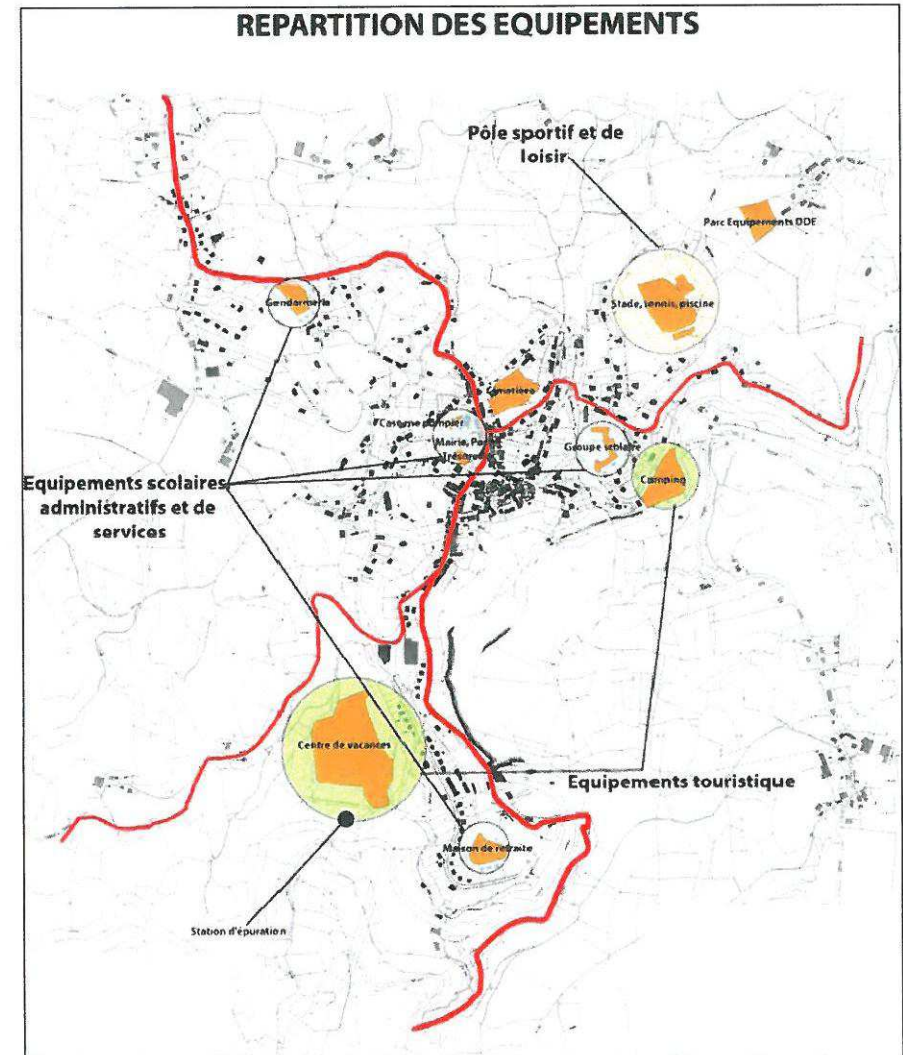 REPARTITION DES EQUIPEMENTS
Pôle sportif et de
loisir
Parc Equipements DDE
Gendarmerie
Stade, tennis, piscine
Cimetière
Caserne pompier
Mairie, Poste
Trésorerie
Groupe scolaire
Camping
Equipements scolaires
administratifs et de
services
Centre de vacances
Equipements touristique
Maison de retraite
Station d'épuration